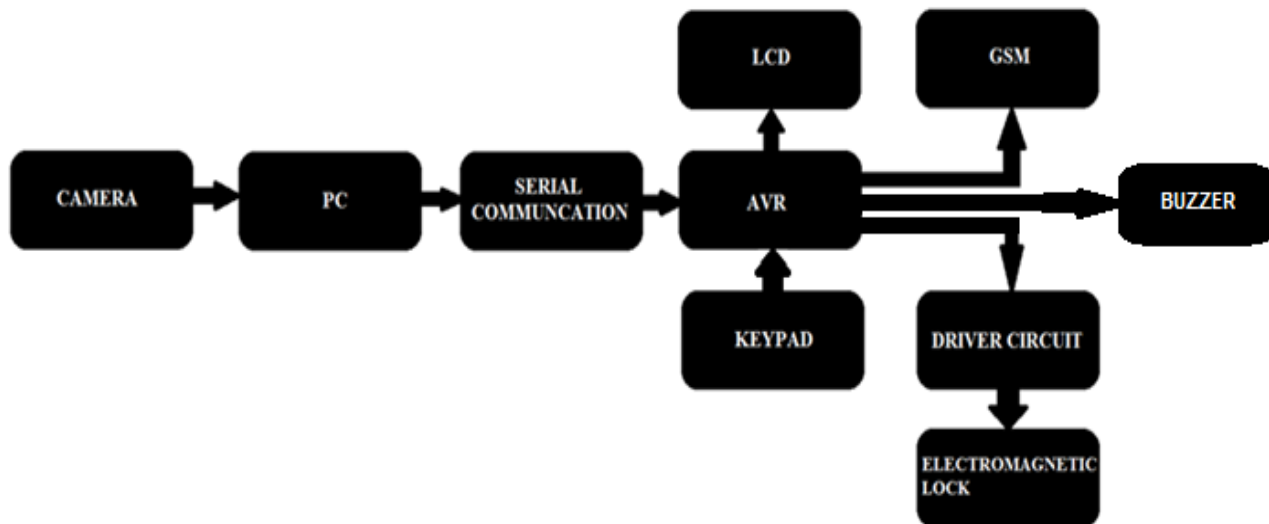 LCD
GSM
CAMERA
PC
SERIAL
COMMUNCATION
AVR
BUZZER
KEYPAD
DRIVER CIRCUIT
ELECTROMAGNETIC
LOCK